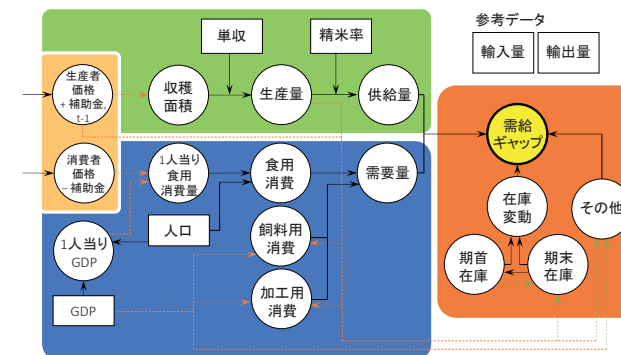 参考データ
輸入量
輸出量
単収
精米率
生産者
価格
+ 補助金,
t-1
収穫
面積
生産量
供給量
需給
ギャップ
消費者
価格
− 補助金
1人当り
食用
消費量
食用
消費
需要量
在庫
変動
その他
人口
飼料用
消費
1人当り
GDP
期首
在庫
期末
在庫
加工用
消費
GDP